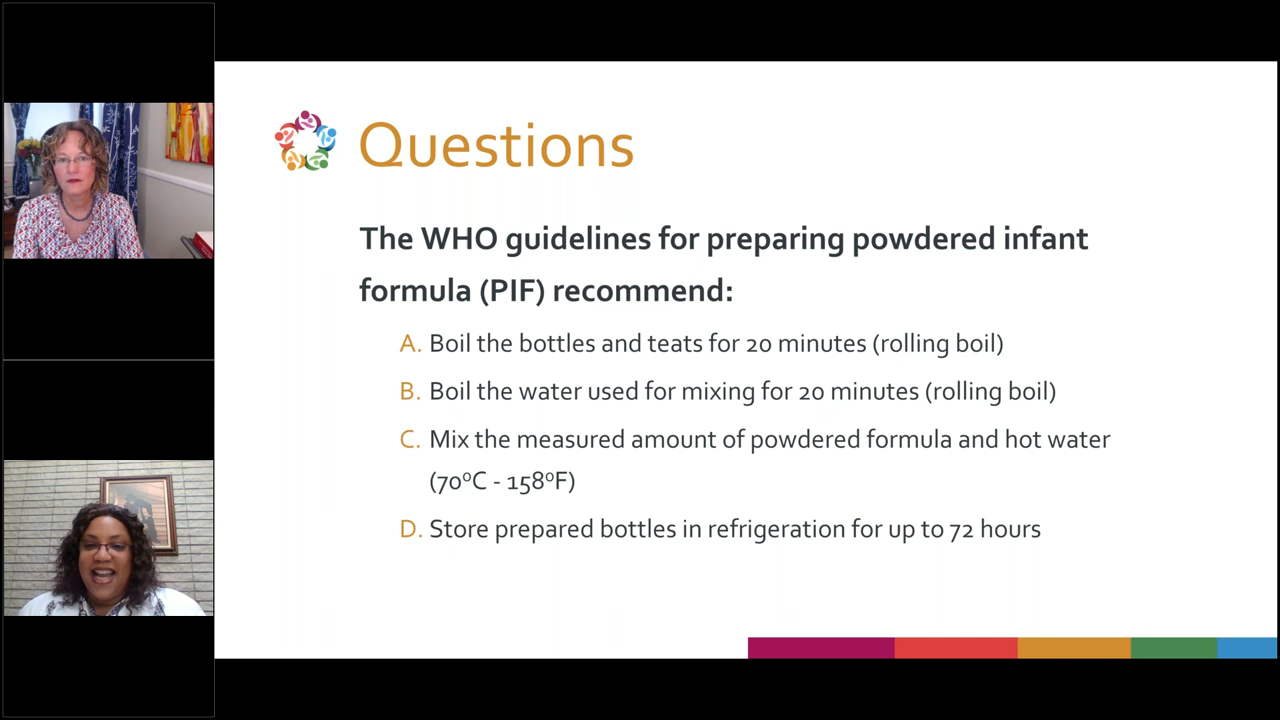 Questions
The WHO guidelines for preparing powdered infant
formula (PIF) recommend:
A. Boil the bottles and teats for 20 minutes (rolling boil)
B. Boil the water used for mixing for 20 minutes (rolling boil)
C. Mix the measured amount of powdered formula and hot water
(70⁰C - 158⁰F)
D. Store prepared bottles in refrigeration for up to 72 hours